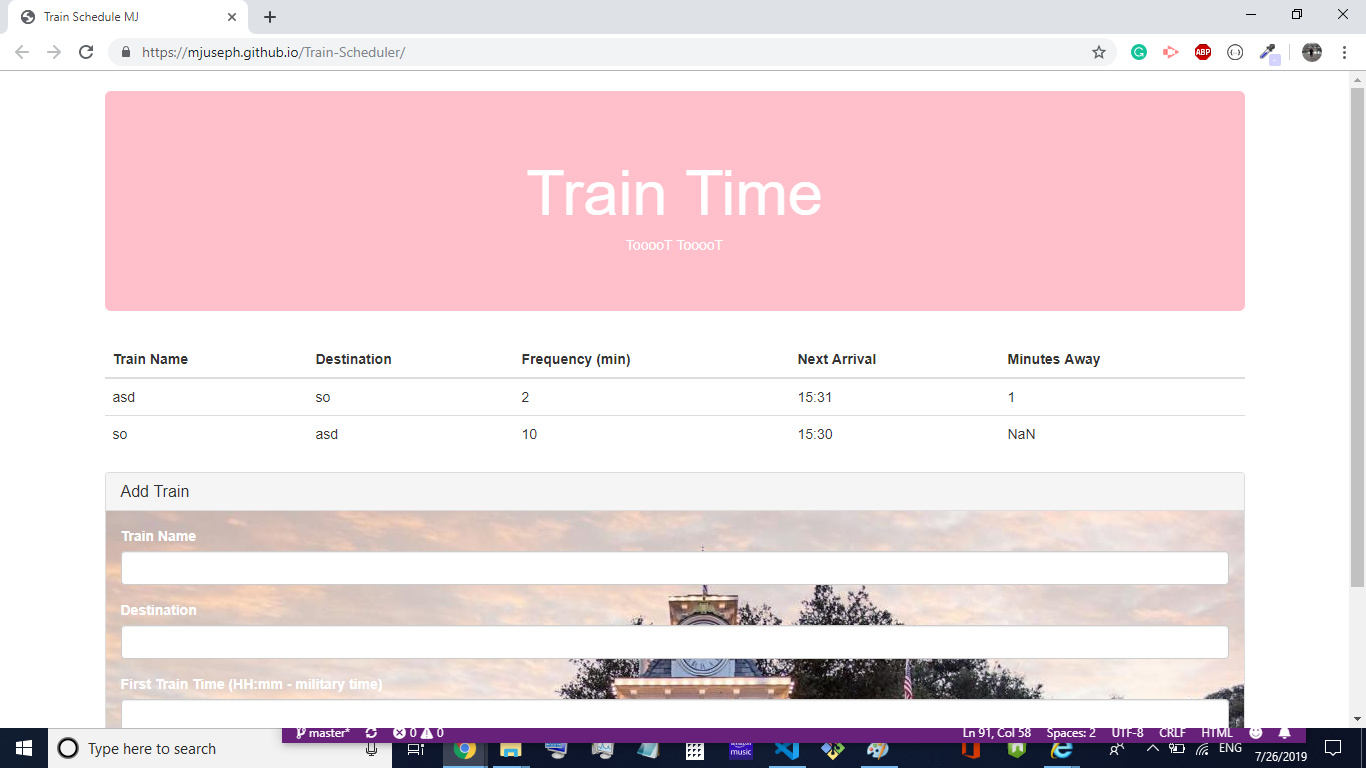 Train Schedule MJ
https://mjuseph.github.io/Train-Scheduler/
ABP
Train Time
TooooT TooooT
Train Name Destination Frequency (min) Next Arrival Minutes Away
asd so 2 15:31 1
so asd 10 15:30 NaN
Add Train
Train Name
Destination
First Train Time (HH:mm - military time)
master* 0 0 Ln 91, Col 58 Spaces: 2 UTF-8 CRLF HTML
Type here to search
music
ENG
7/26/2019